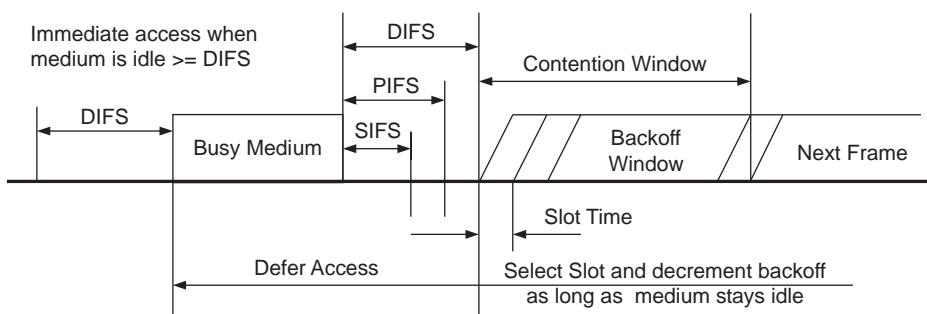 Immediate access when
medium is idle >= DIFS
DIFS
DIFS
Contention Window
PIFS
SIFS
Busy Medium
Backoff
Window
Next Frame
Slot Time
Defer Access
Select Slot and decrement backoff
as long as medium stays idle